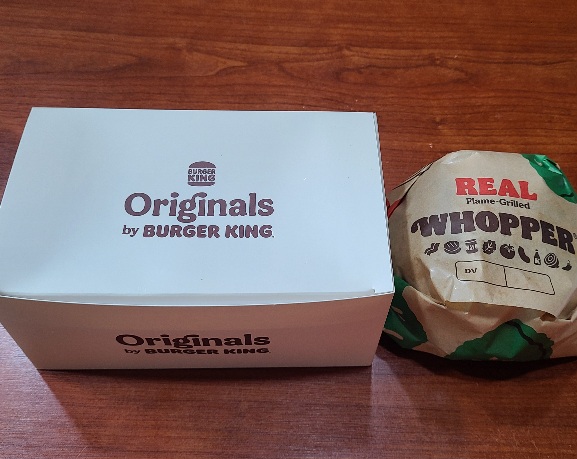 BURGER
KING
Originals
by BURGER KING
Originals
by BURGER KING
REAL
Flame-Grilled
WHOPPER
DV